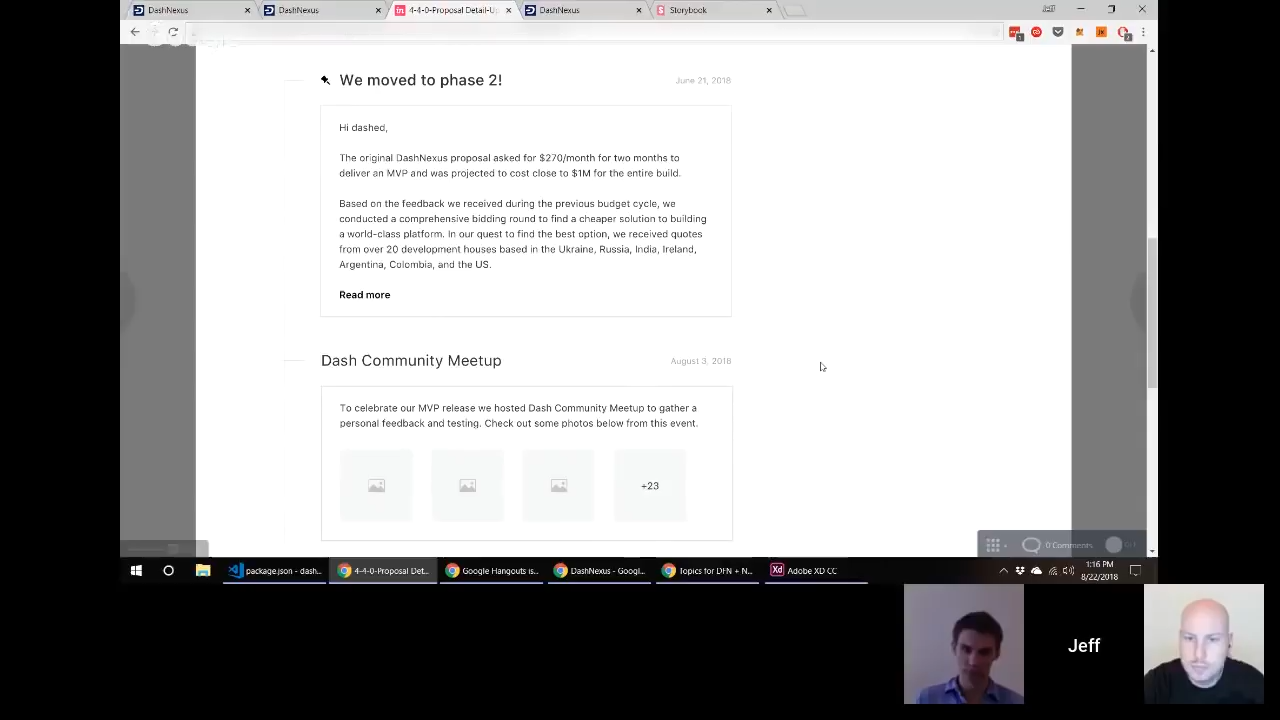 DashNexus
DashNexus
4-4-0-Proposal Detail-U
DashNexus
Storybook
Jeff
We moved to phase 2!
June 21, 2018
Hi dashed,
The original DashNexus proposal asked for $270/month for two months to
deliver an MVP and was projected to cost close to $1M for the entire build.
Based on the feedback we received during the previous budget cycle, we
conducted a comprehensive bidding round to find a cheaper solution to building
a world-class platform. In our quest to find the best option, we received quotes
from over 20 development houses based in the Ukraine, Russia, India, Ireland,
Argentina, Colombia, and the US.
Read more
Dash Community Meetup
August 3, 2018
To celebrate our MVP release we hosted Dash Community Meetup to gather a
personal feedback and testing. Check out some photos below from this event.
+23
0 Comments
package.json - dash...
4-4-0-Proposal Det...
Google Hangouts is...
DashNexus - Googl...
Topics for DFN + N...
Xd
Adobe XD CC
1:16 PM
8/22/2018
Jeff